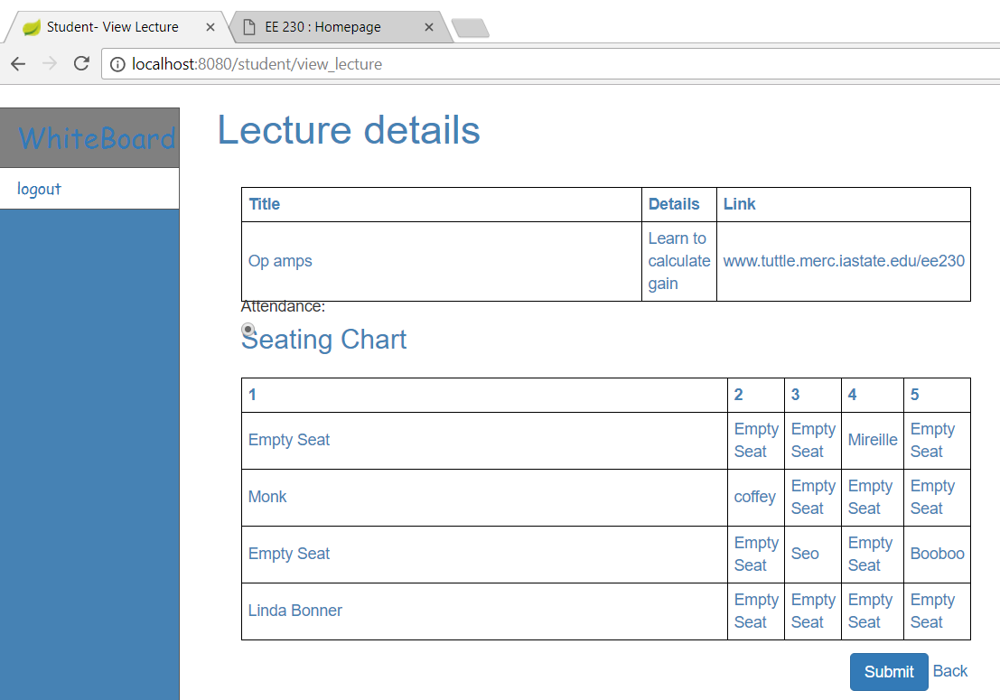 Student- View Lecture
EE 230 : Homepage
localhost:8080/student/view_lecture
WhiteBoard
logout
Lecture details
Title Details Link
Op amps
Learn to
calculate
gain
www.tuttle.merc.iastate.edu/ee230
Attendance:
Seating Chart
1 2 3 4 5
Empty Seat
Empty
Seat
Empty
Seat
Mireille
Empty
Seat
Monk
coffey
Empty
Seat
Empty
Seat
Empty
Seat
Empty Seat
Empty
Seat
Seo
Empty
Seat
Booboo
Linda Bonner
Empty
Seat
Empty
Seat
Empty
Seat
Empty
Seat
Submit Back